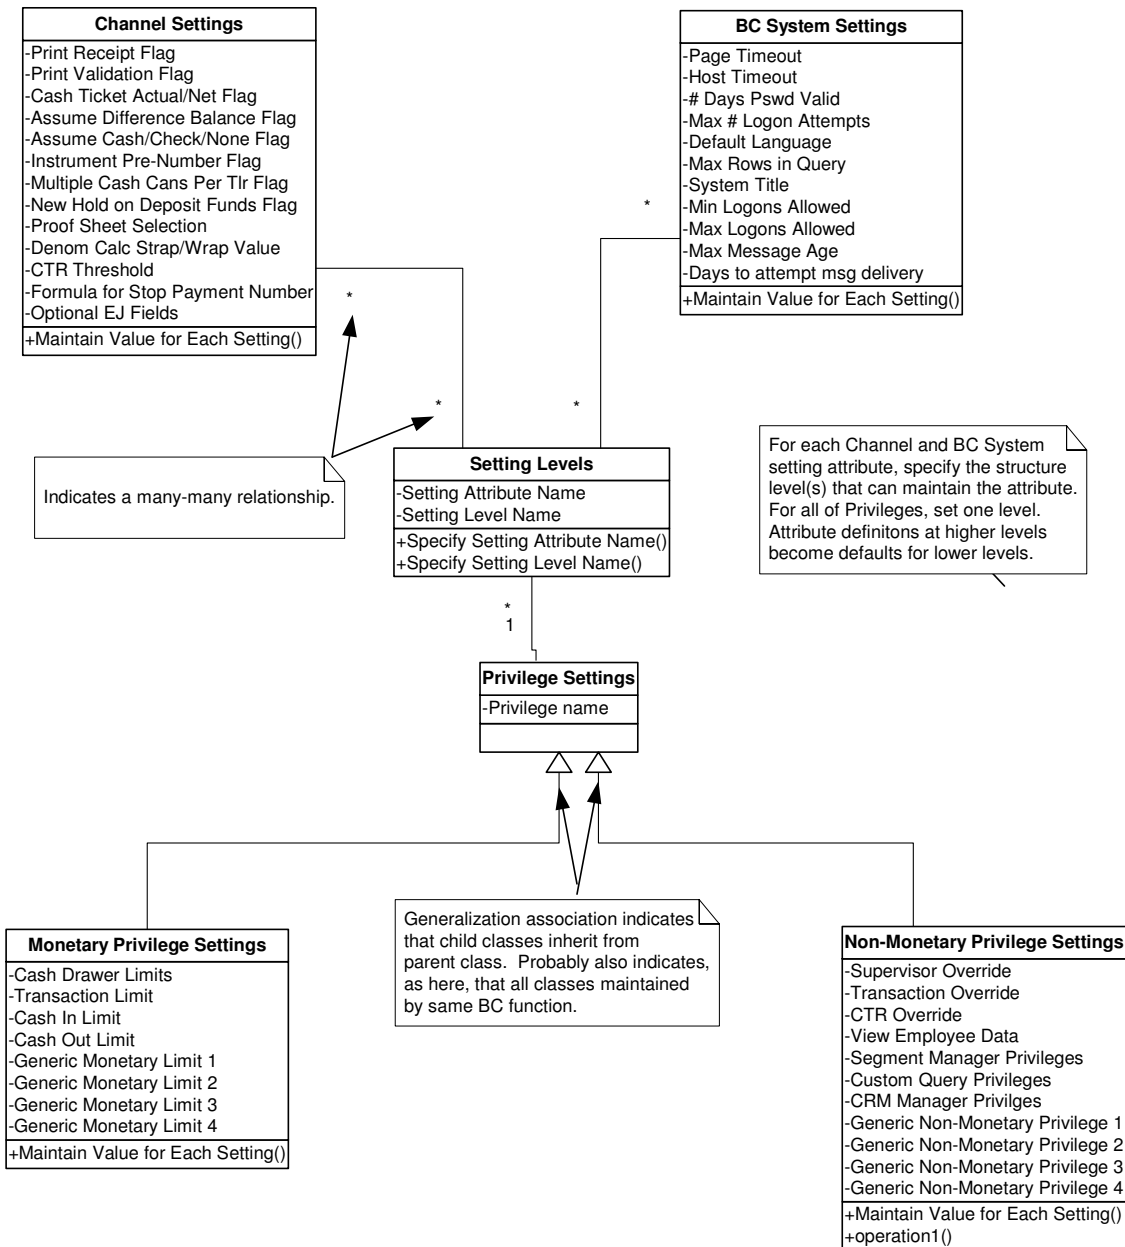 Channel Settings
-Print Receipt Flag
-Print Validation Flag
-Cash Ticket Actual/Net Flag
-Assume Difference Balance Flag
-Assume Cash/Check/None Flag
-Instrument Pre-Number Flag
-Multiple Cash Cans Per Tlr Flag
-New Hold on Deposit Funds Flag
-Proof Sheet Selection
-Denom Calc Strap/Wrap Value
-CTR Threshold
-Formula for Stop Payment Number
-Optional EJ Fields
+Maintain Value for Each Setting()
BC System Settings
-Page Timeout
-Host Timeout
-# Days Pswd Valid
-Max # Logon Attempts
-Default Language
-Max Rows in Query
-System Title
-Min Logons Allowed
-Max Logons Allowed
-Max Message Age
-Days to attempt msg delivery
+Maintain Value for Each Setting()
*
*
*
*
Indicates a many-many relationship.
Setting Levels
-Setting Attribute Name
-Setting Level Name
+Specify Setting Attribute Name()
+Specify Setting Level Name()
For each Channel and BC System
setting attribute, specify the structure
level(s) that can maintain the attribute.
For all of Privileges, set one level.
Attribute definitons at higher levels
become defaults for lower levels.
*
1
Privilege Settings
-Privilege name
Generalization association indicates
that child classes inherit from
parent class. Probably also indicates,
as here, that all classes maintained
by same BC function.
Monetary Privilege Settings
-Cash Drawer Limits
-Transaction Limit
-Cash In Limit
-Cash Out Limit
-Generic Monetary Limit 1
-Generic Monetary Limit 2
-Generic Monetary Limit 3
-Generic Monetary Limit 4
+Maintain Value for Each Setting()
Non-Monetary Privilege Settings
-Supervisor Override
-Transaction Override
-CTR Override
-View Employee Data
-Segment Manager Privileges
-Custom Query Privileges
-CRM Manager Privilges
-Generic Non-Monetary Privilege 1
-Generic Non-Monetary Privilege 2
-Generic Non-Monetary Privilege 3
-Generic Non-Monetary Privilege 4
+Maintain Value for Each Setting()
+operation1()